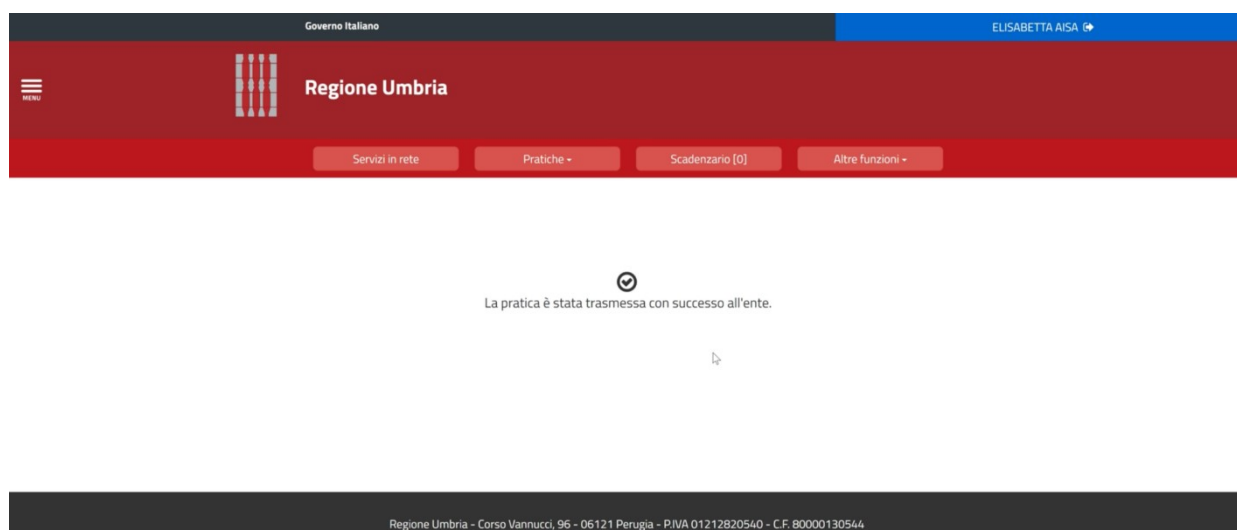 Governo Italiano
ELISABETTA AISA
MENU
Regione Umbria
Servizi in rete
Pratiche
Scadenzario [0]
Altre funzioni
La pratica è stata trasmessa con successo all'ente.
Regione Umbria - Corso Vannucci, 96 - 06121 Perugia - P.IVA 01212820540 - C.F. 80000130544